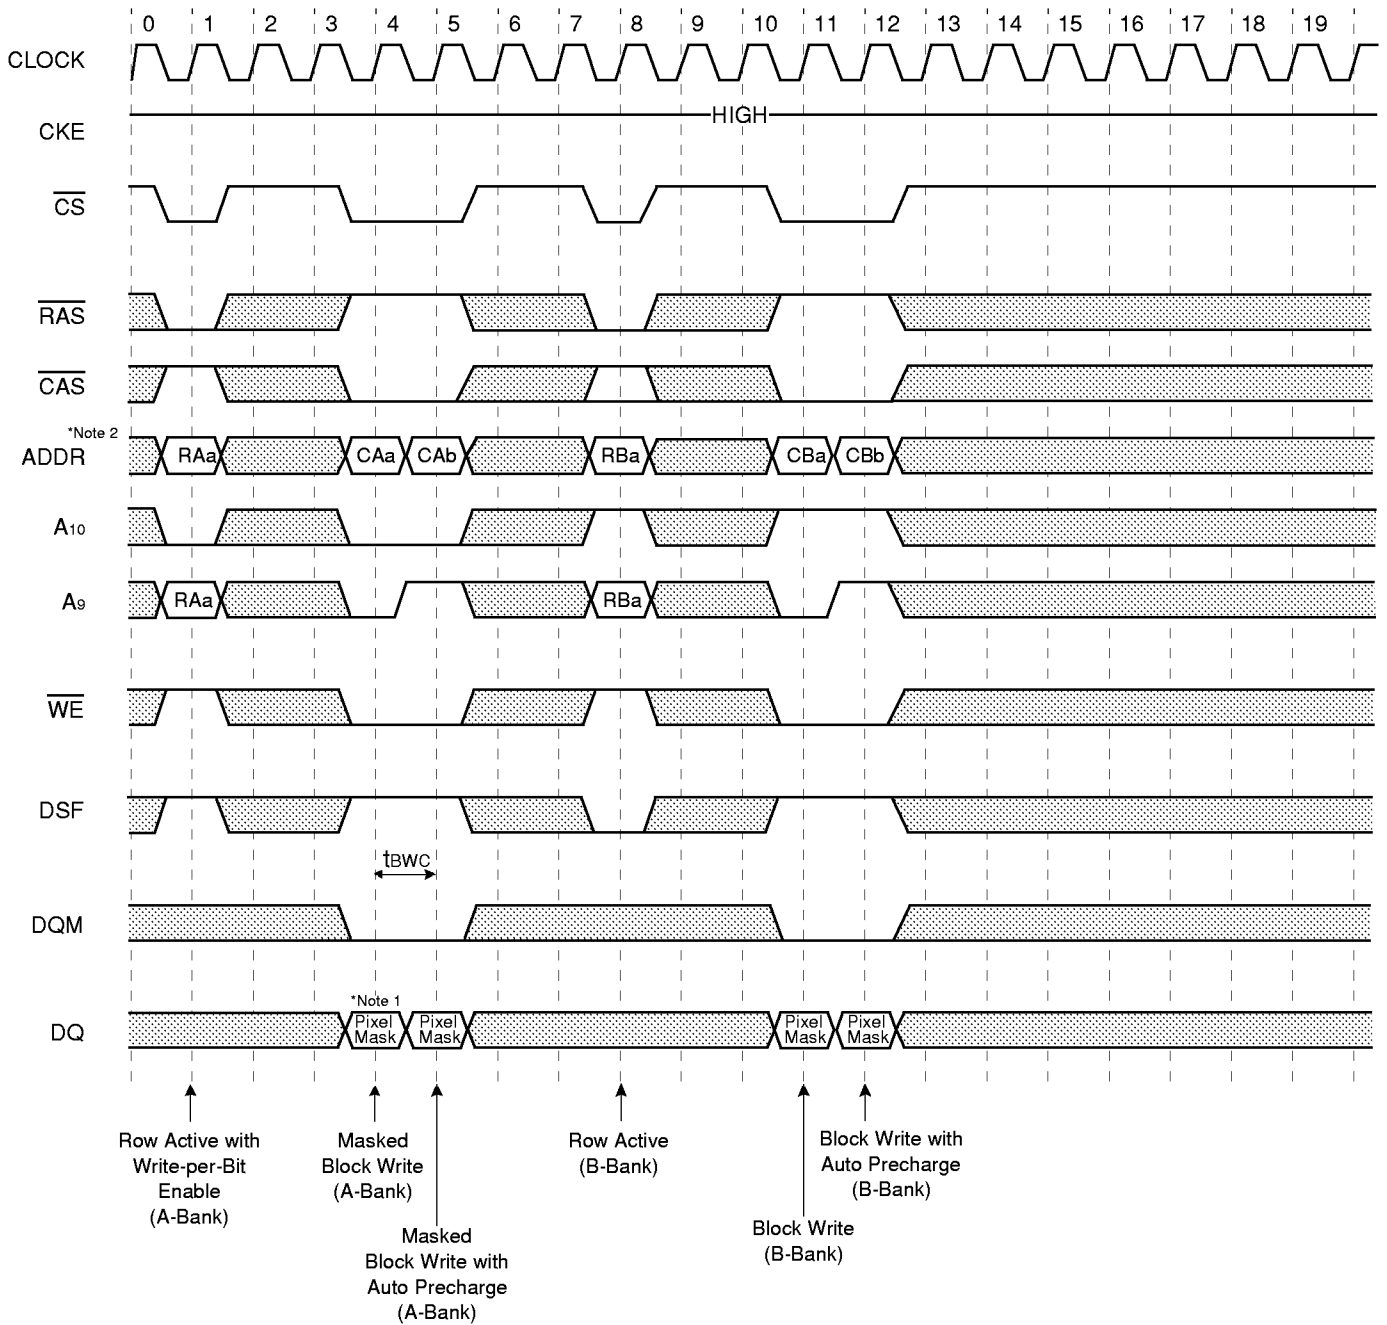 0 1 2 3 4 5 6 7 8 9 10 11 12 13 14 15 16 17 18 19
CLOCK
HIGH
CKE
CS
RAS
CAS
*Note 2
ADDR RAa CAa CAb RBa CBa CBb
A10
A9 RAa RBa
WE
DSF
tBWC
DQM
*Note 1
DQ Pixel Mask Pixel Mask Pixel Mask Pixel Mask
Row Active with
Write-per-Bit
Enable
(A-Bank)
Masked
Block Write
(A-Bank)
Masked
Block Write with
Auto Precharge
(A-Bank)
Row Active
(B-Bank)
Block Write
(B-Bank)
Block Write with
Auto Precharge
(B-Bank)